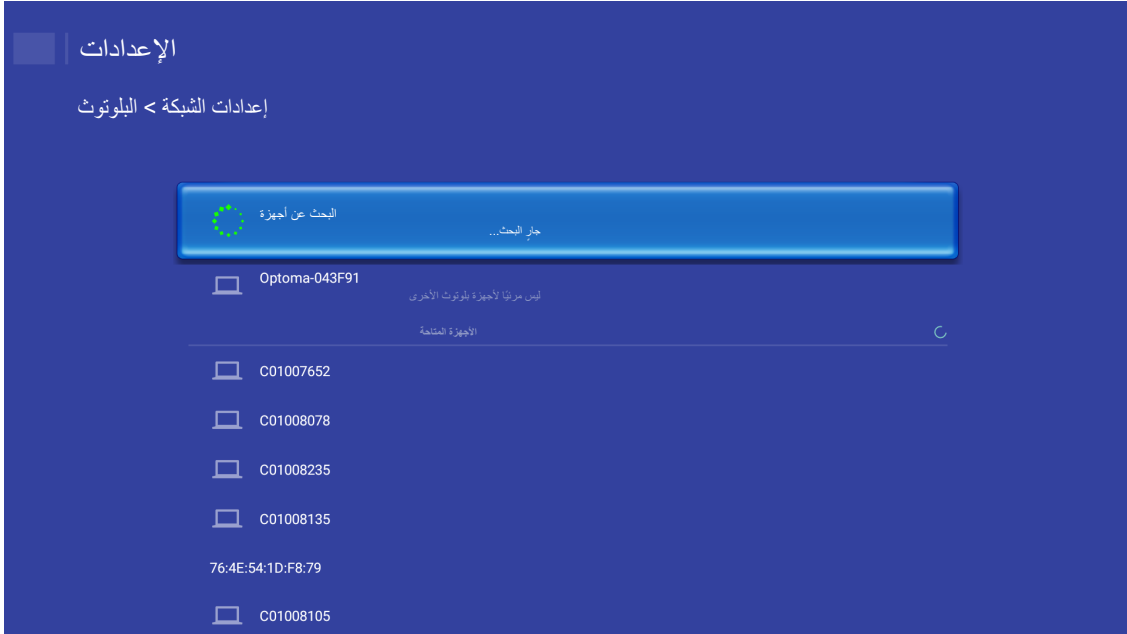 الإعدادات
إعدادات الشبكة > البلوتوث
البحث عن أجهزة
جارٍ البحث...
Optoma-043F91
ليس مرئيًا لأجهزة بلوتوث الأخرى
الأجهزة المتاحة
C01007652
C01008078
C01008235
C01008135
76:4E:54:1D:F8:79
C01008105